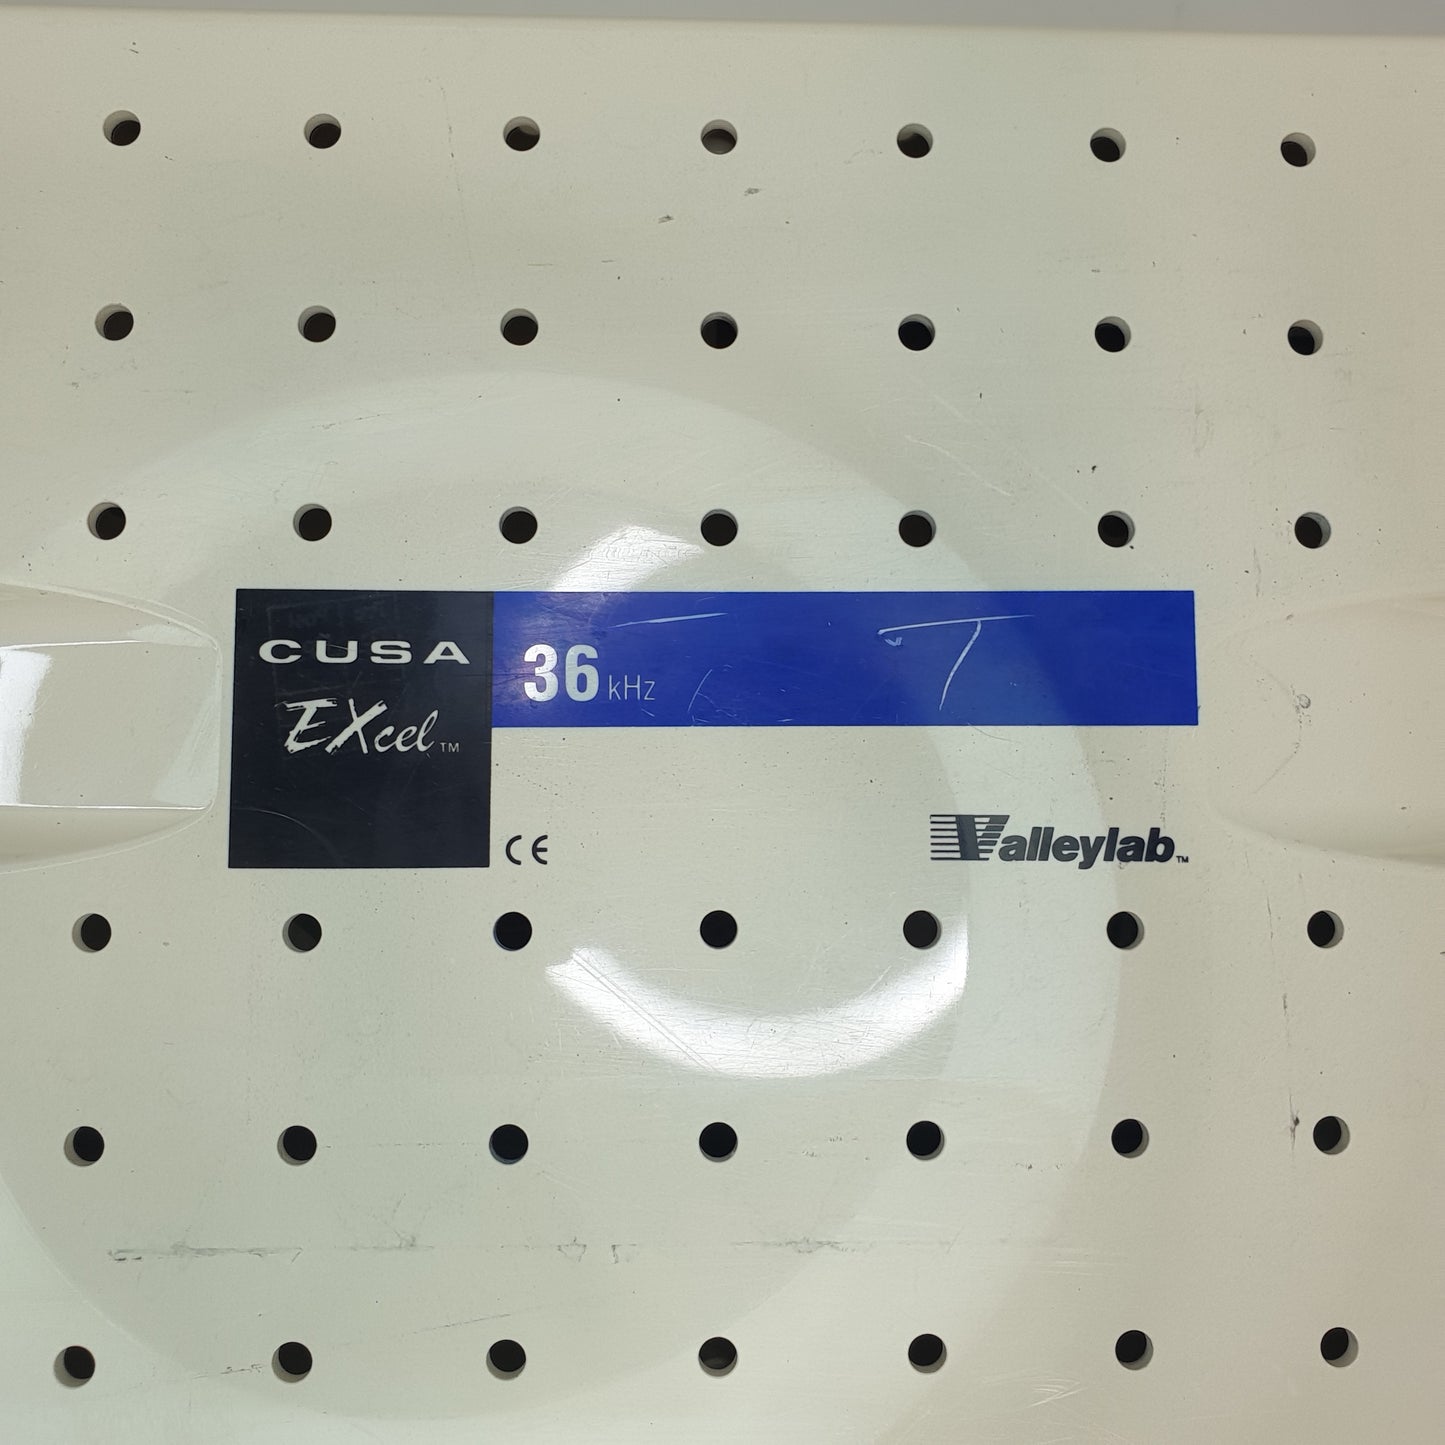 CUSA
EXcel™
36 kHz
CE
Valleylab™